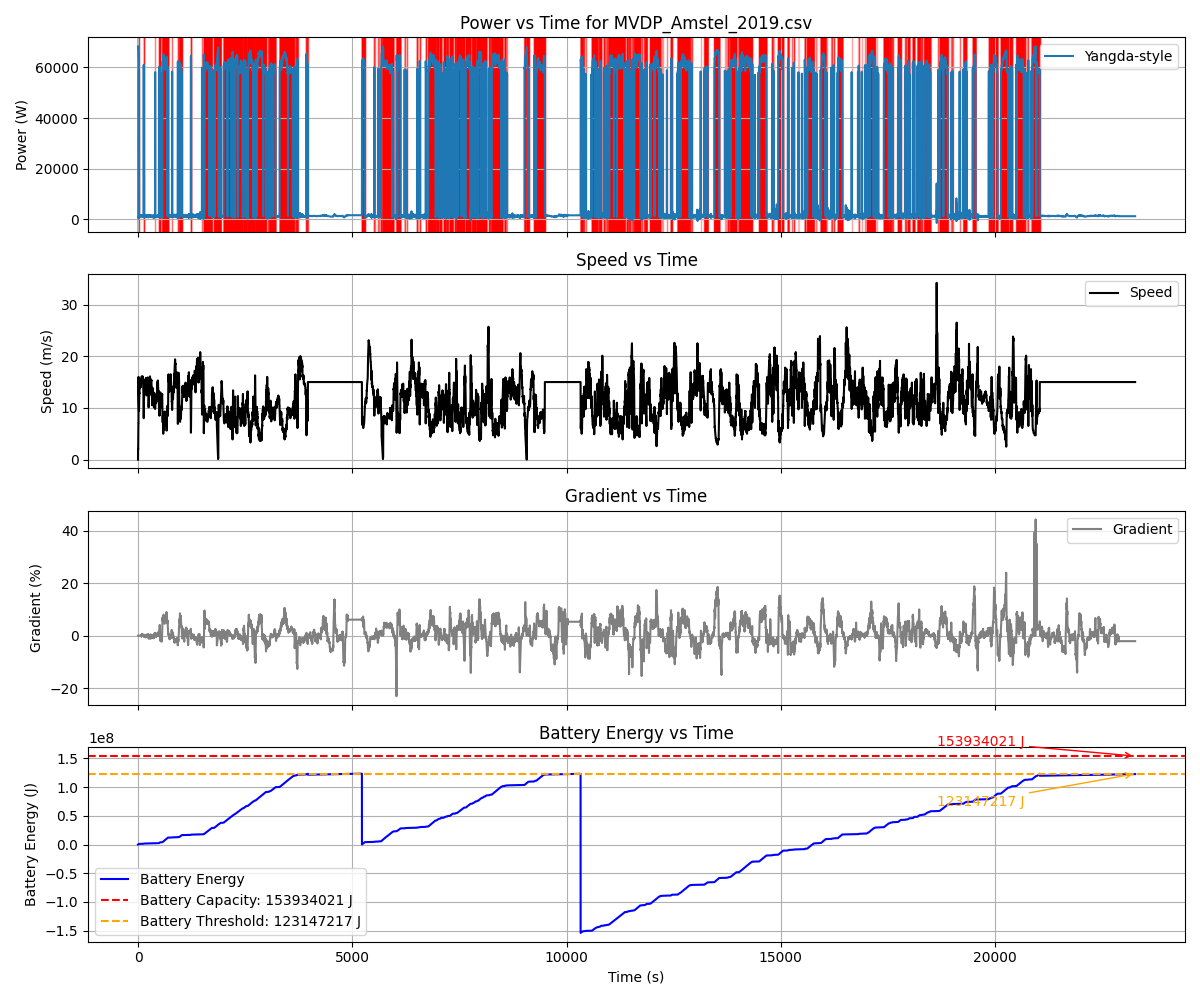 Power vs Time for MVDP_Amstel_2019.csv
Yangda-style
Power (W)
60000
40000
20000
0
Speed vs Time
Speed
Speed (m/s)
30
20
10
0
Gradient vs Time
Gradient
Gradient (%)
40
20
0
−20
Battery Energy vs Time
1e8
153934021 J
123147217 J
Battery Energy (J)
1.5
1.0
0.5
0.0
−0.5
−1.0
−1.5
Battery Energy
Battery Capacity: 153934021 J
Battery Threshold: 123147217 J
0 5000 10000 15000 20000
Time (s)